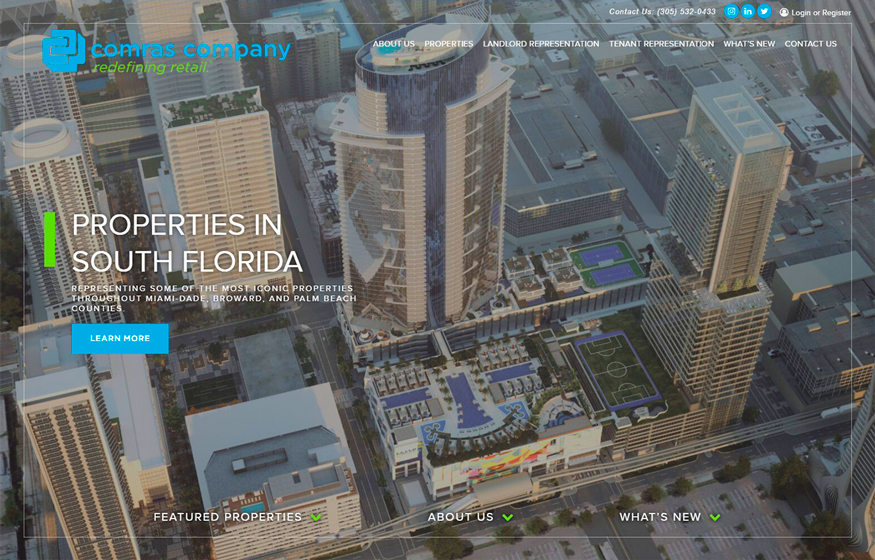 Contact Us: (305) 532-0433
Login or Register
comras company
redefining retail.
ABOUT US PROPERTIES LANDLORD REPRESENTATION TENANT REPRESENTATION WHAT'S NEW CONTACT US
PROPERTIES IN
SOUTH FLORIDA
REPRESENTING SOME OF THE MOST ICONIC PROPERTIES
THROUGHOUT MIAMI-DADE, BROWARD, AND PALM BEACH
COUNTIES.
LEARN MORE
FEATURED PROPERTIES
ABOUT US
WHAT'S NEW